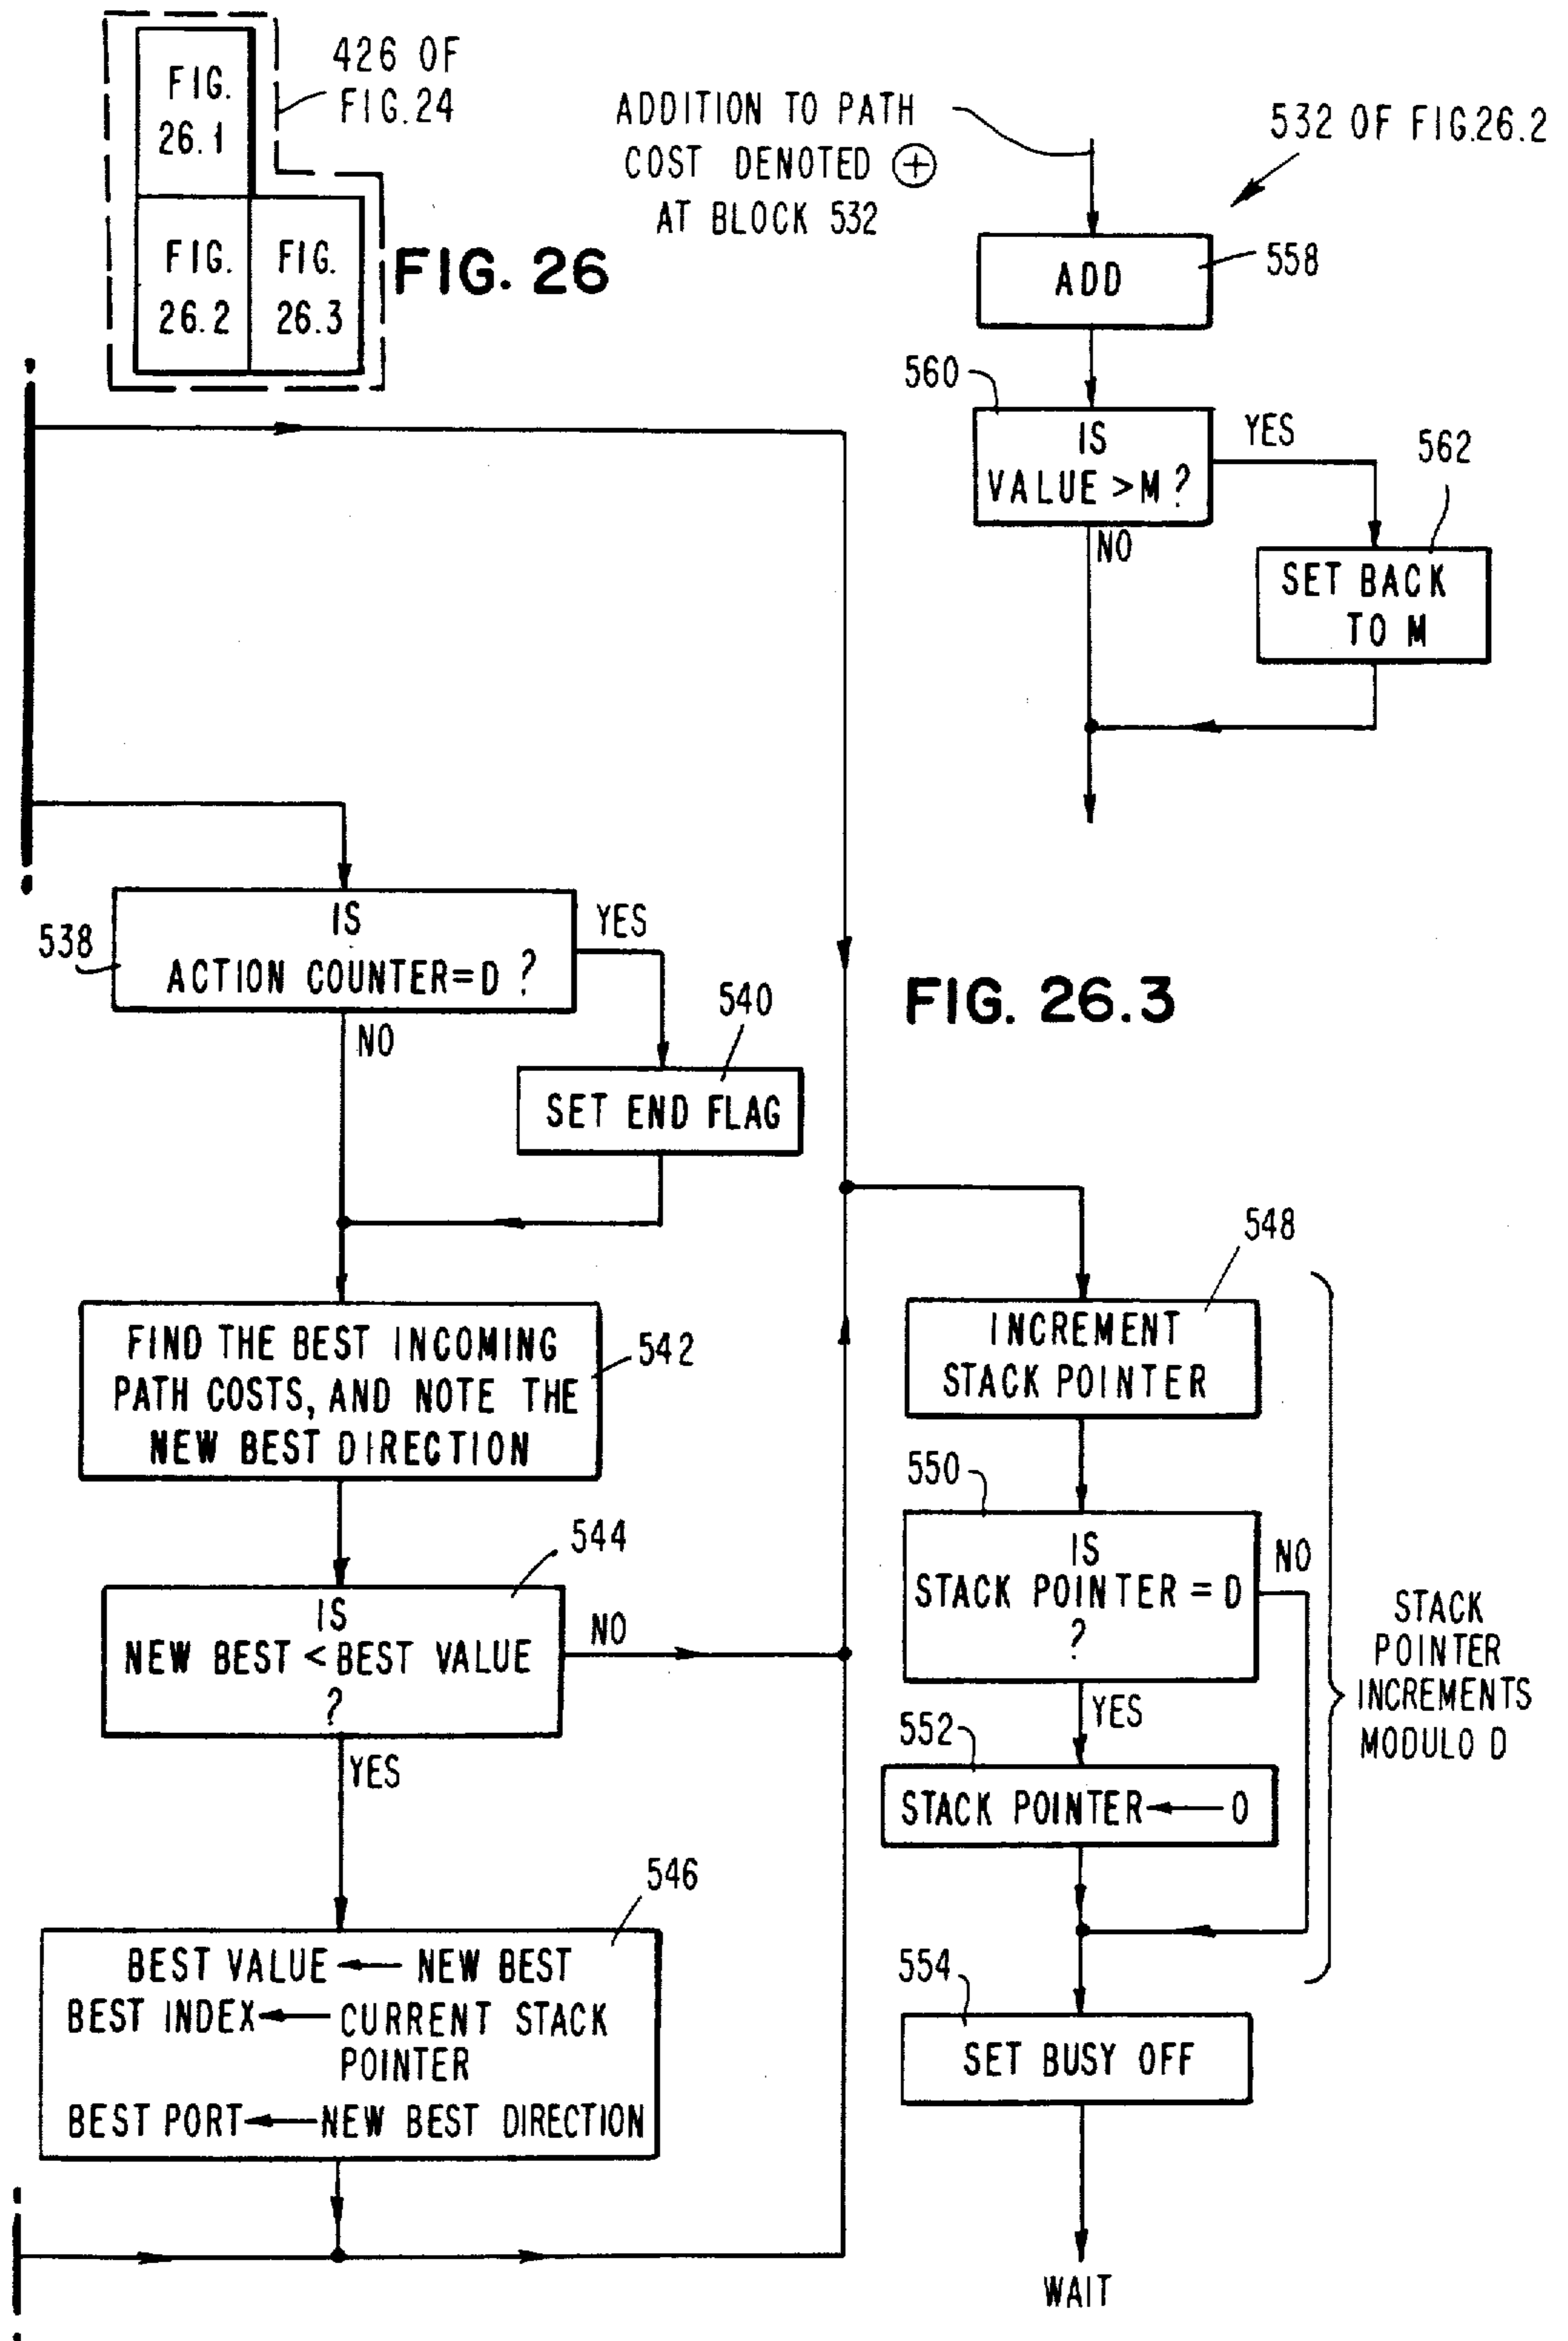 FIG.
26.1
426 OF
FIG.24
FIG.
26.2
FIG.
26.3
FIG. 26
ADDITION TO PATH
COST DENOTED ⊕
AT BLOCK 532
532 OF FIG.26.2
ADD
558
560
IS
VALUE >M ?
YES
NO
562
SET BACK
TO M
538
IS
ACTION COUNTER=D ?
YES
NO
540
SET END FLAG
FIG. 26.3
542
FIND THE BEST INCOMING
PATH COSTS, AND NOTE THE
NEW BEST DIRECTION
544
IS
NEW BEST < BEST VALUE
?
NO
YES
546
BEST VALUE ← NEW BEST
BEST INDEX ← CURRENT STACK
POINTER
BEST PORT ← NEW BEST DIRECTION
548
INCREMENT
STACK POINTER
550
IS
STACK POINTER = D
?
NO
YES
552
STACK POINTER ← 0
STACK
POINTER
INCREMENTS
MODULO D
554
SET BUSY OFF
WAIT